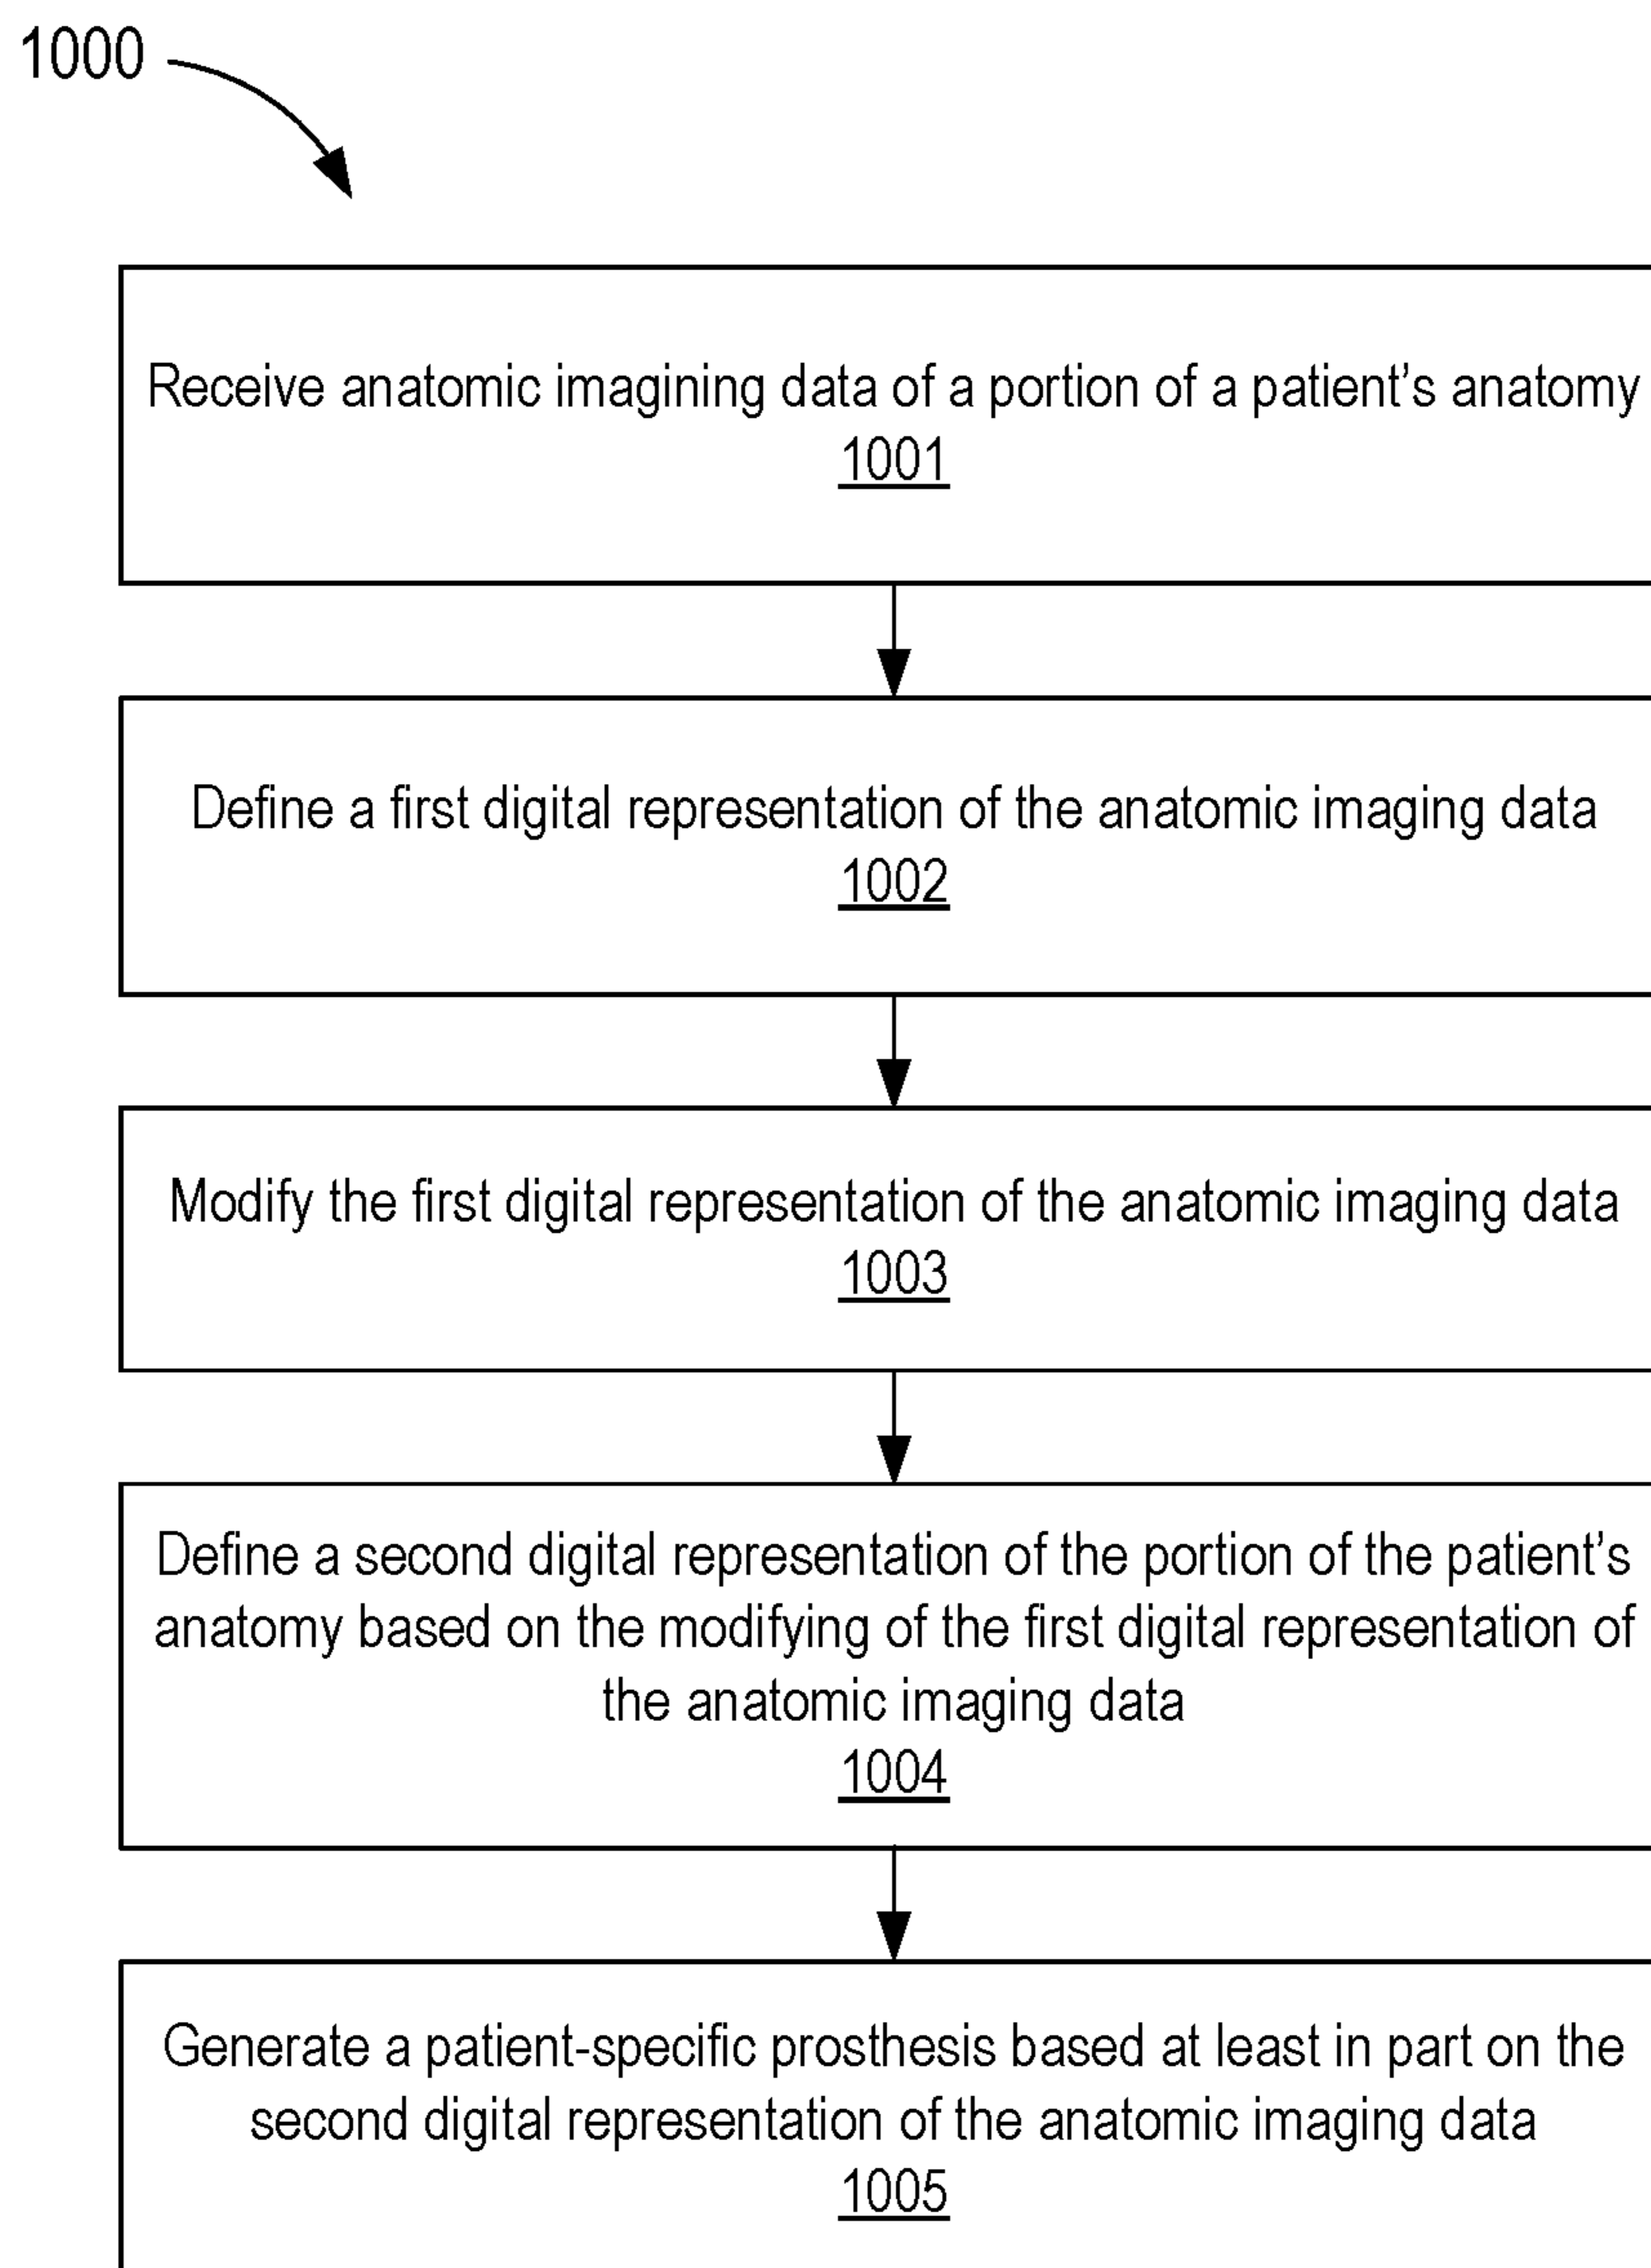 1000
Receive anatomic imagining data of a portion of a patient’s anatomy
1001
Define a first digital representation of the anatomic imaging data
1002
Modify the first digital representation of the anatomic imaging data
1003
Define a second digital representation of the portion of the patient’s
anatomy based on the modifying of the first digital representation of
the anatomic imaging data
1004
Generate a patient-specific prosthesis based at least in part on the
second digital representation of the anatomic imaging data
1005